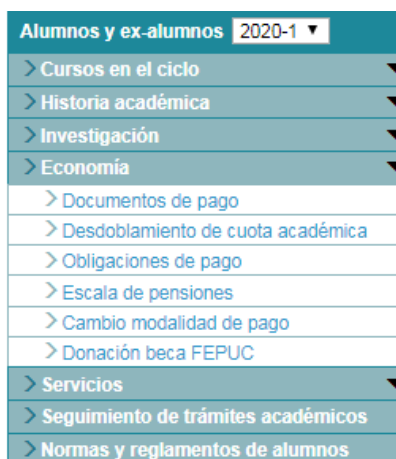 Alumnos y ex-alumnos 2020-1
Cursos en el ciclo
Historia académica
Investigación
Economía
Documentos de pago
Desdoblamiento de cuota académica
Obligaciones de pago
Escala de pensiones
Cambio modalidad de pago
Donación beca FEPUC
Servicios
Seguimiento de trámites académicos
Normas y reglamentos de alumnos